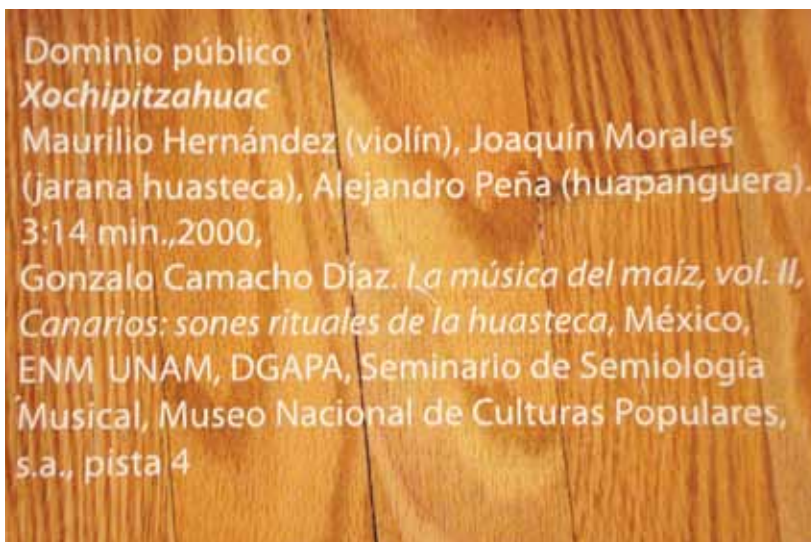 Dominio público
Xochipitzahuac
Maurilio Hernández (violín), Joaquín Morales
(jarana huasteca), Alejandro Peña (huapanguera).
3:14 min.,2000,
Gonzalo Camacho Díaz. La música del maíz, vol. II,
Canarios: sones rituales de la huasteca, México,
ENM UNAM, DGAPA, Seminario de Semiología
Musical, Museo Nacional de Culturas Populares,
s.a., pista 4